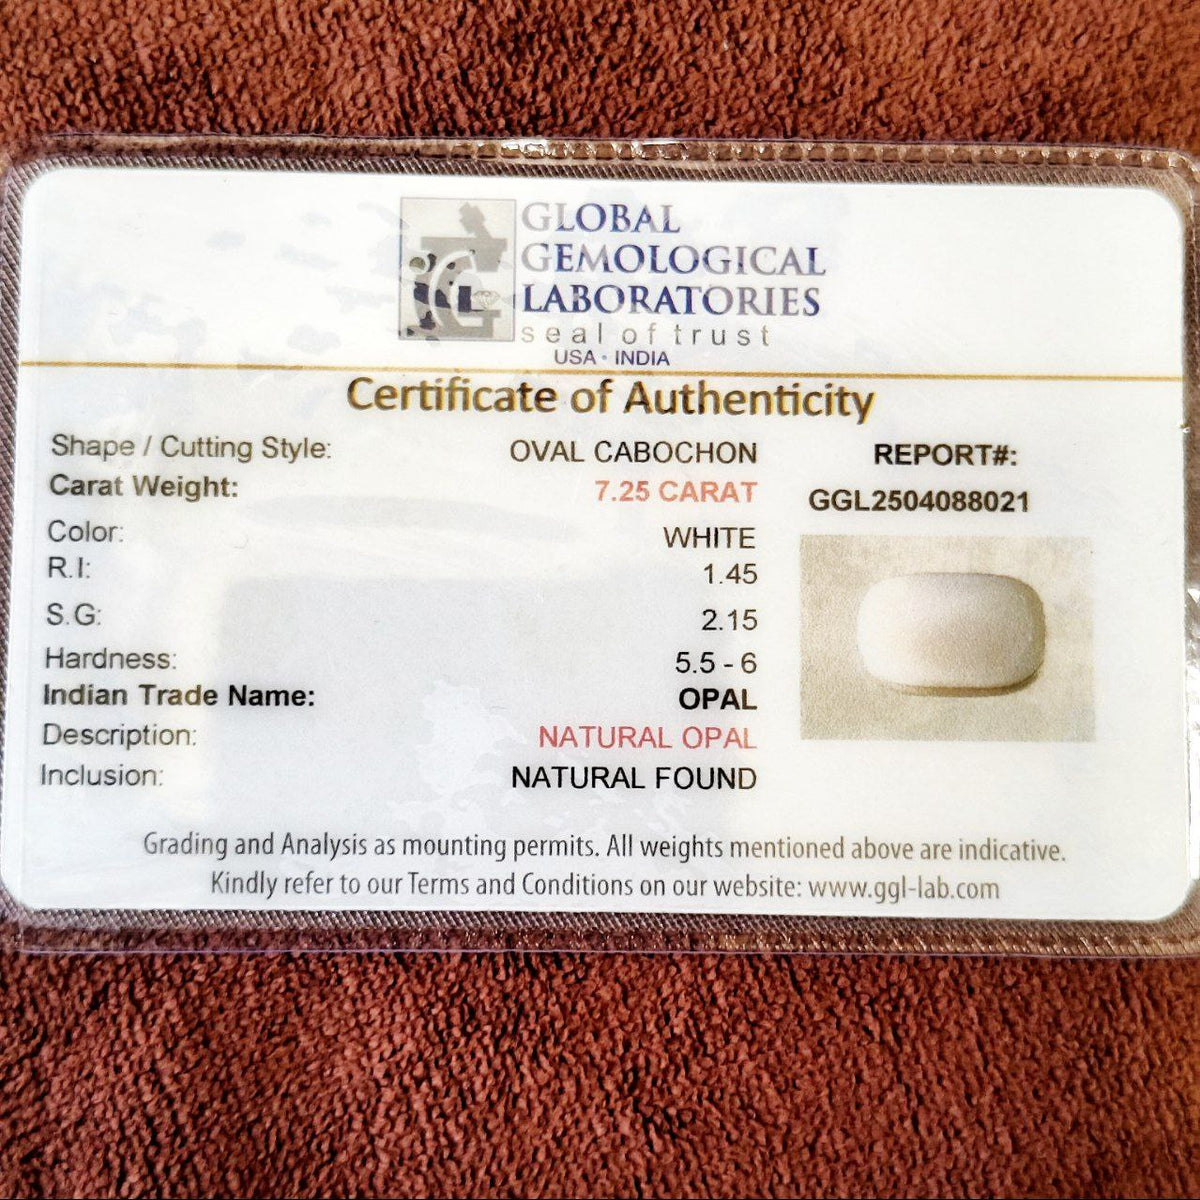 GLOBAL
GEMOLOGICAL
LABORATORIES
seal of trust
USA • INDIA
Certificate of Authenticity
Shape / Cutting Style: OVAL CABOCHON
Carat Weight: 7.25 CARAT
Color: WHITE
R.I: 1.45
S.G: 2.15
Hardness: 5.5 - 6
Indian Trade Name: OPAL
Description: NATURAL OPAL
Inclusion: NATURAL FOUND
REPORT#:
GGL2504088021
Grading and Analysis as mounting permits. All weights mentioned above are indicative.
Kindly refer to our Terms and Conditions on our website: www.ggl-lab.com